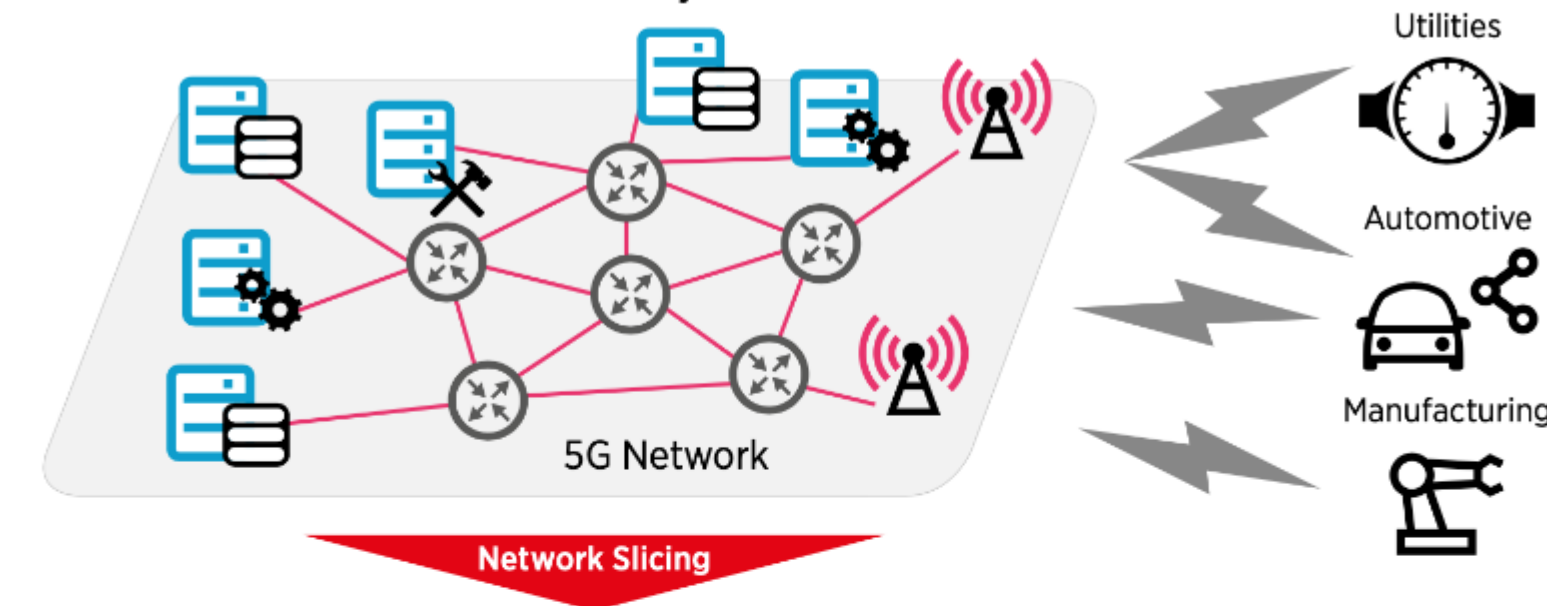 Utilities
Automotive
Manufacturing
5G Network
Network Slicing